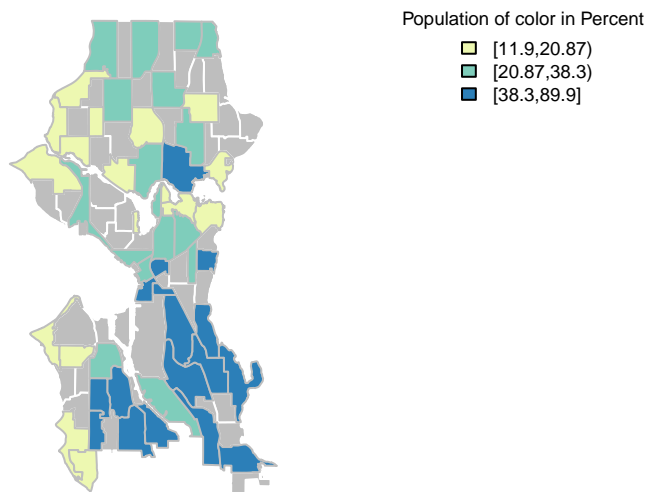 Population of color in Percent
[11.9,20.87)
[20.87,38.3)
[38.3,89.9]